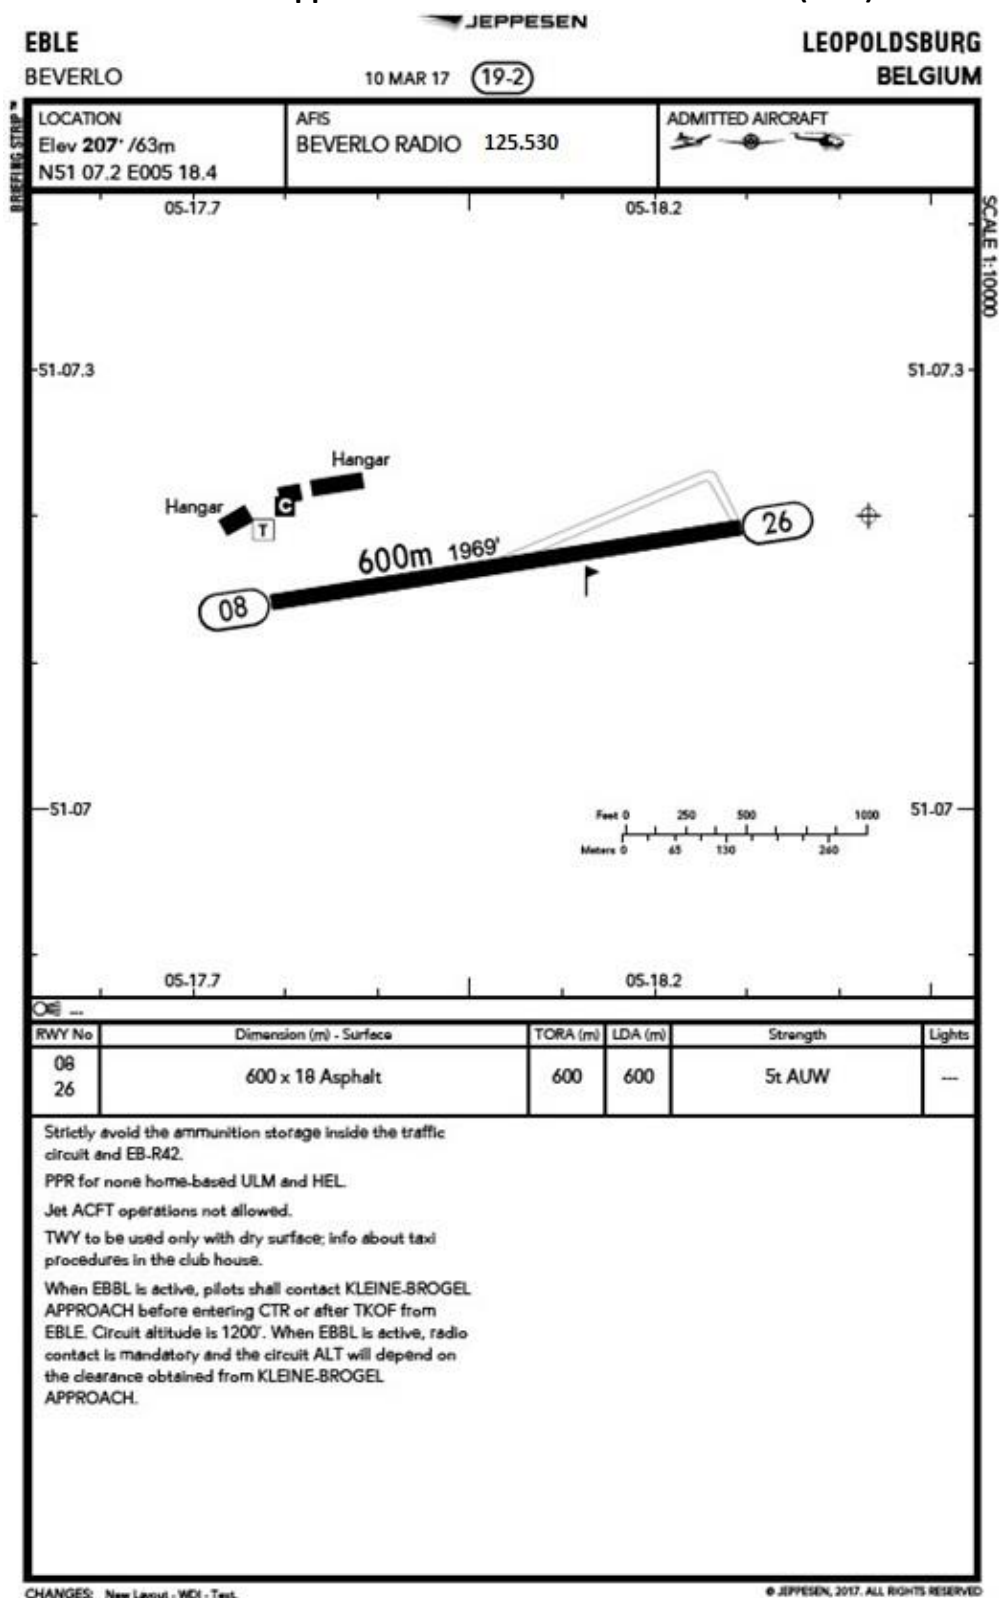 JEPPESEN
EBLE
LEOPOLDSBURG
BEVERLO
10 MAR 17
19-2
BELGIUM
BRIEFING STRIP™
LOCATION
Elev 207' /63m
N51 07.2 E005 18.4
AFIS
BEVERLO RADIO 125.530
ADMITTED AIRCRAFT
SCALE 1:10000
05-17.7
05-18.2
51-07.3
51-07.3
Hangar
Hangar
C
T
600m 1969'
26
08
51-07
51-07
Feet 0 250 500 1000
Meters 0 65 130 260
05-17.7
05-18.2
---
RWY No
Dimension (m) - Surface
TORA (m)
LDA (m)
Strength
Lights
08
26
600 x 18 Asphalt
600
600
5t AUW
---
Strictly avoid the ammunition storage inside the traffic
circuit and EB-R42.
PPR for none home-based ULM and HEL.
Jet ACFT operations not allowed.
TWY to be used only with dry surface; info about taxi
procedures in the club house.
When EBBL is active, pilots shall contact KLEINE-BROGEL
APPROACH before entering CTR or after TKOF from
EBLE. Circuit altitude is 1200'. When EBBL is active, radio
contact is mandatory and the circuit ALT will depend on
the clearance obtained from KLEINE-BROGEL
APPROACH.
CHANGES: New Layout - WDI - Text.
© JEPPESEN, 2017. ALL RIGHTS RESERVED